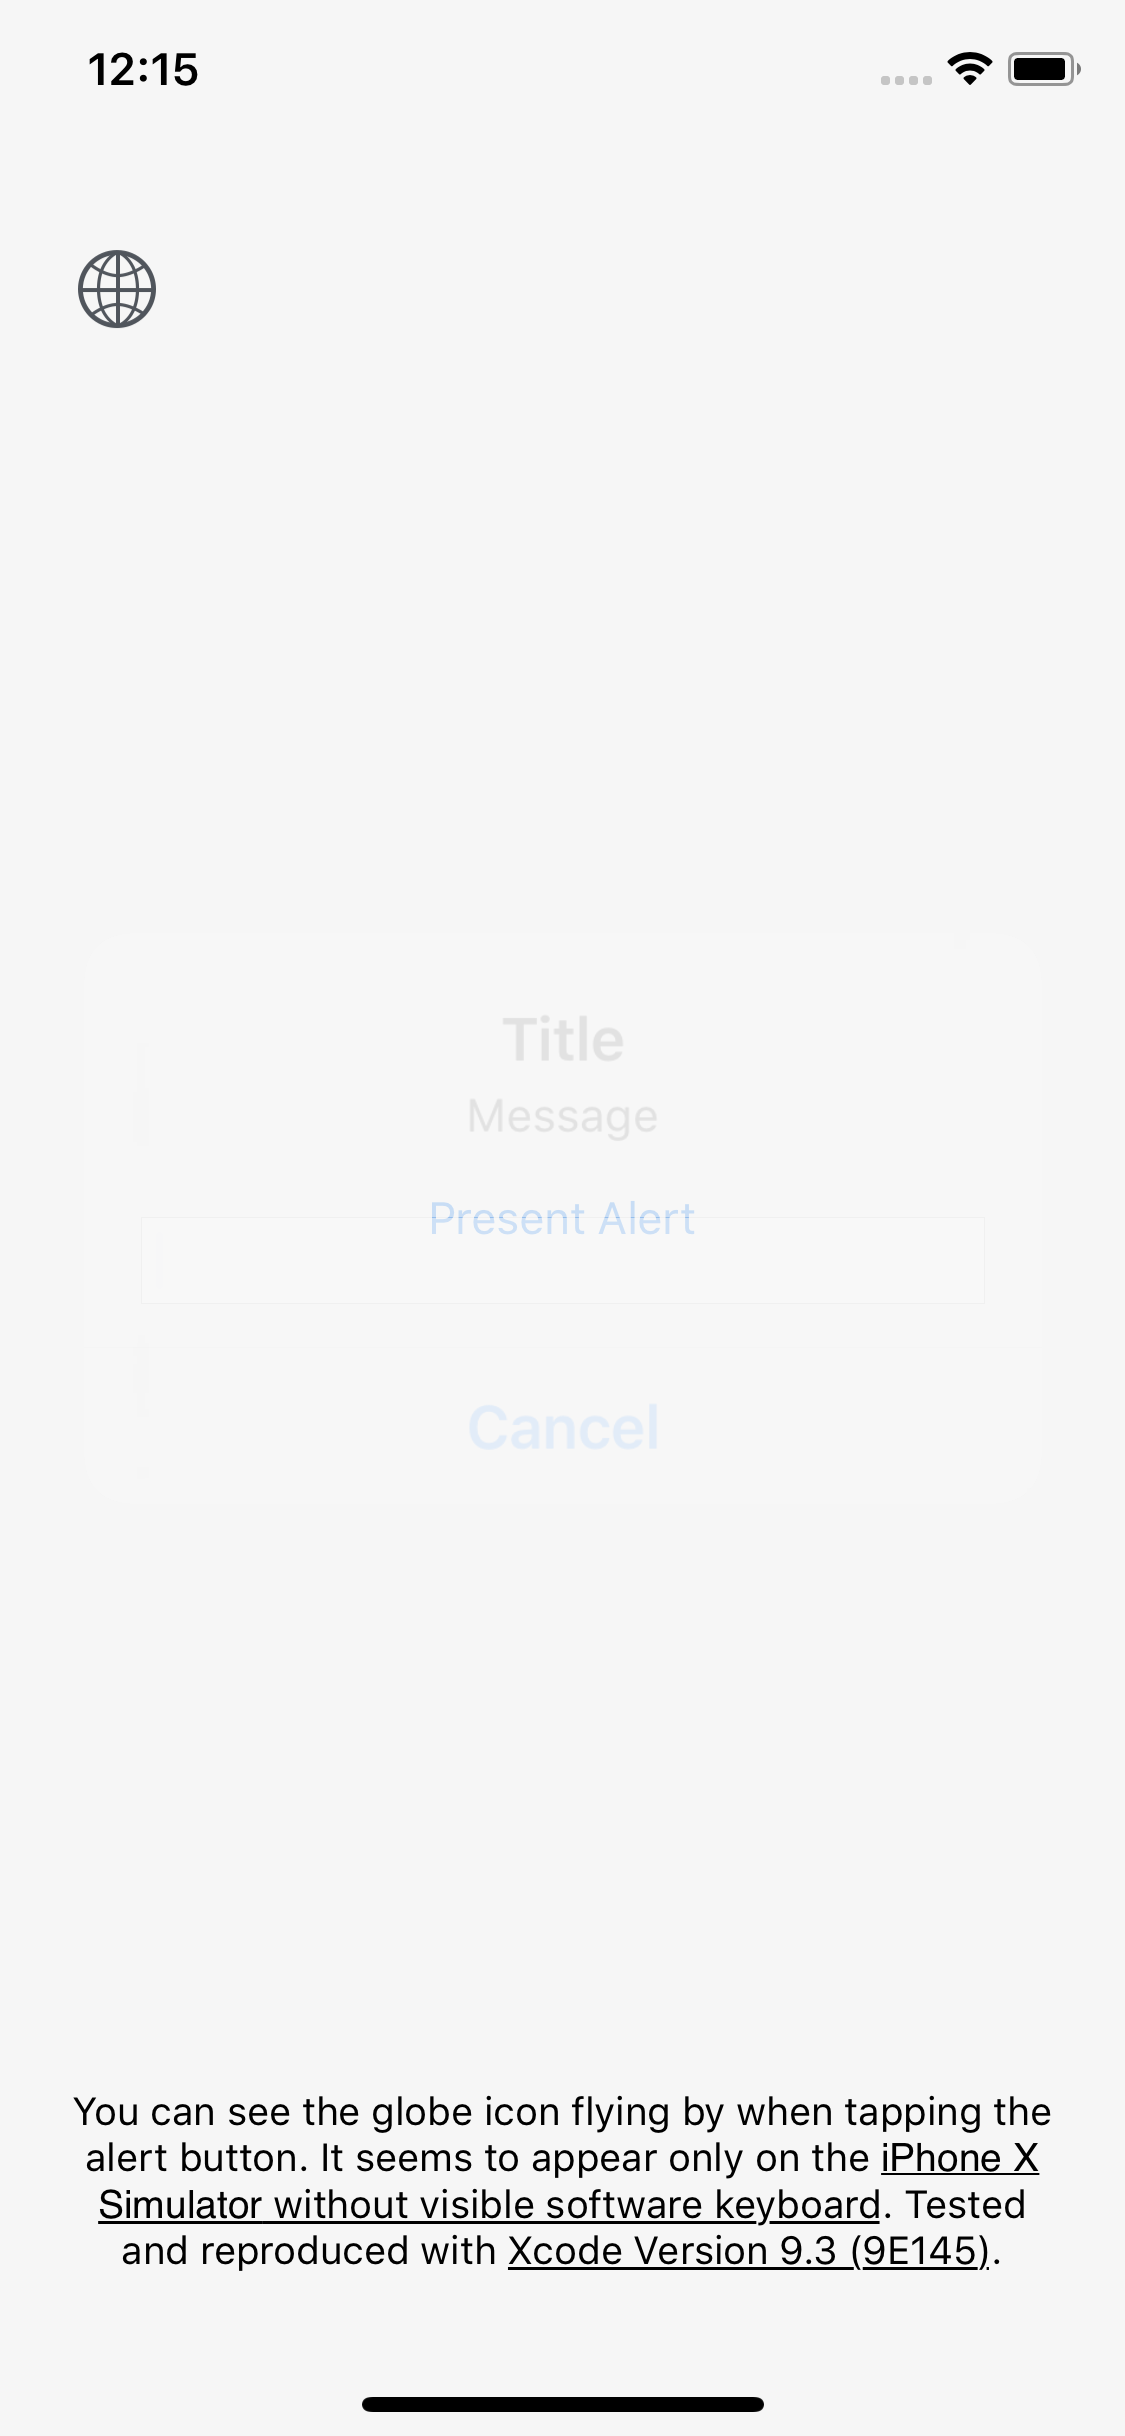 12:15
Title
Message
Present Alert
Cancel
You can see the globe icon flying by when tapping the
alert button. It seems to appear only on the iPhone X
Simulator without visible software keyboard. Tested
and reproduced with Xcode Version 9.3 (9E145).